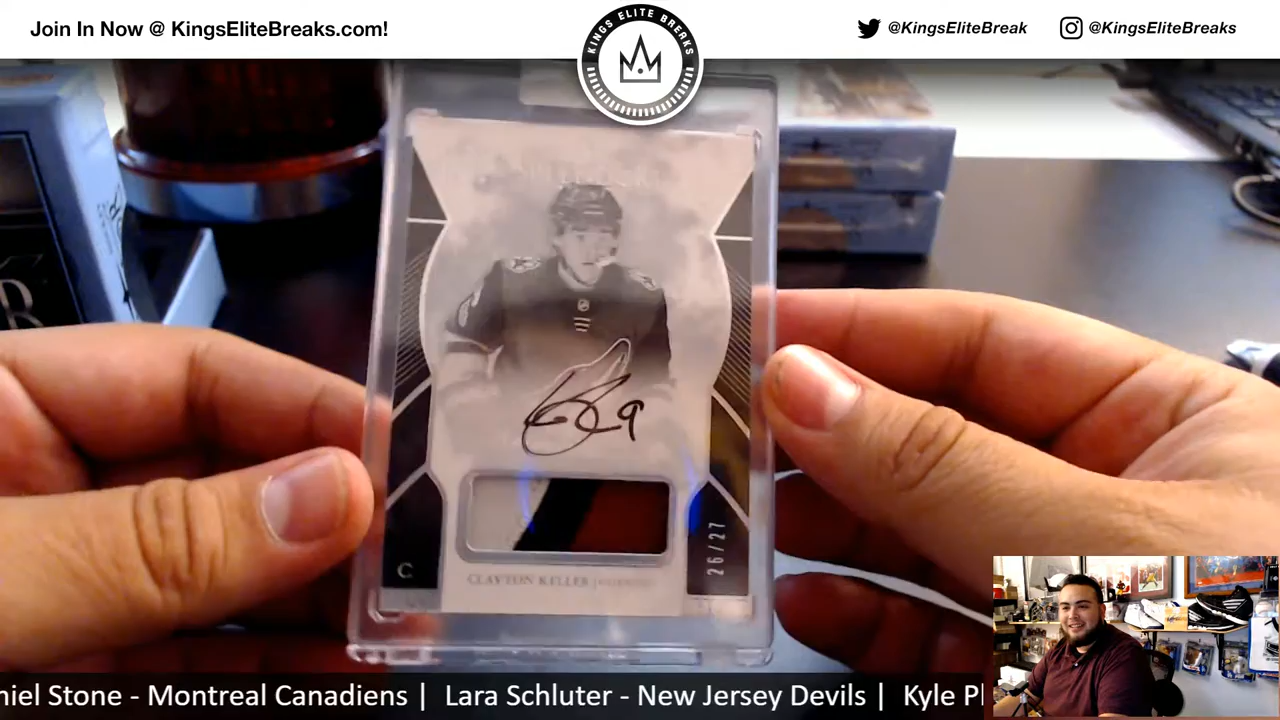 Join In Now @ KingsEliteBreaks.com!
KINGS ELITE BREAKS
@KingsEliteBreak
@KingsEliteBreaks
9
26/27
C
CLAYTON KELLER
R
niel Stone - Montreal Canadiens | Lara Schluter - New Jersey Devils | Kyle